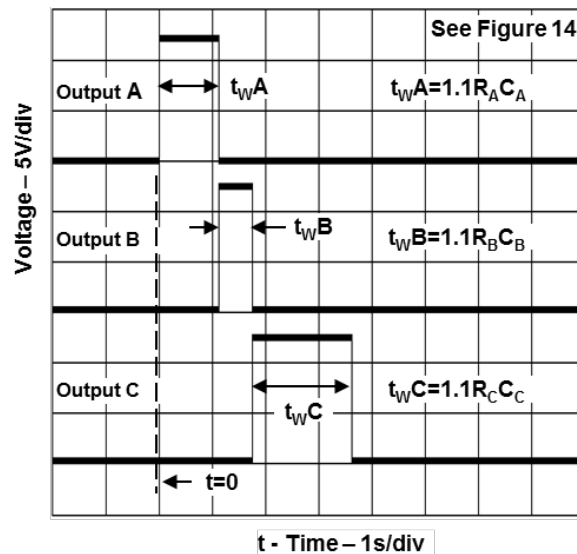 See Figure 14
Output A
tWA
tWA=1.1RACA
Voltage – 5V/div
Output B
tWB
tWB=1.1RBCB
Output C
tWC
tWC=1.1RCCC
t=0
t - Time – 1s/div